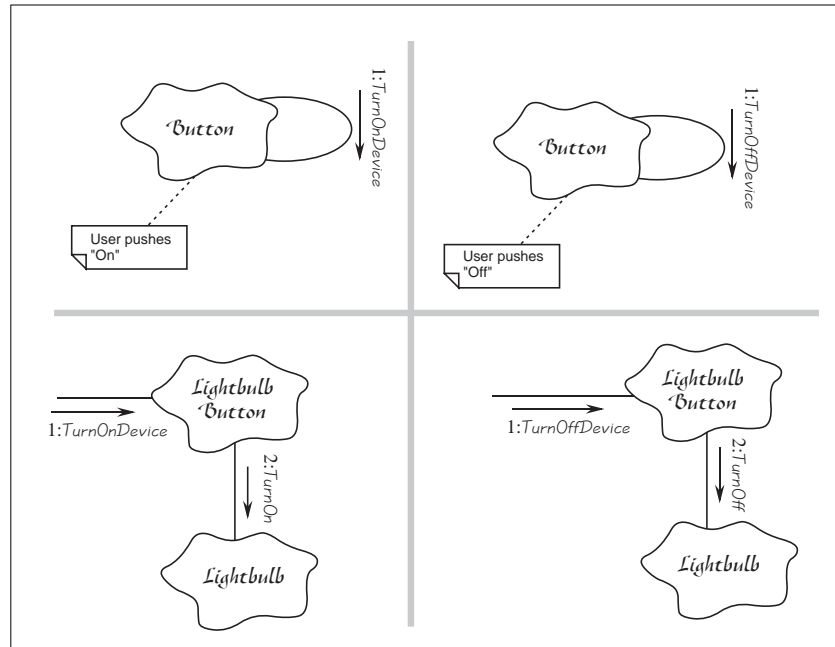 Button
1:TurnOnDevice
User pushes
"On"
Button
1:TurnOffDevice
User pushes
"Off"
Lightbulb
Button
1:TurnOnDevice
2:TurnOn
Lightbulb
Lightbulb
Button
1:TurnOffDevice
2:TurnOff
Lightbulb